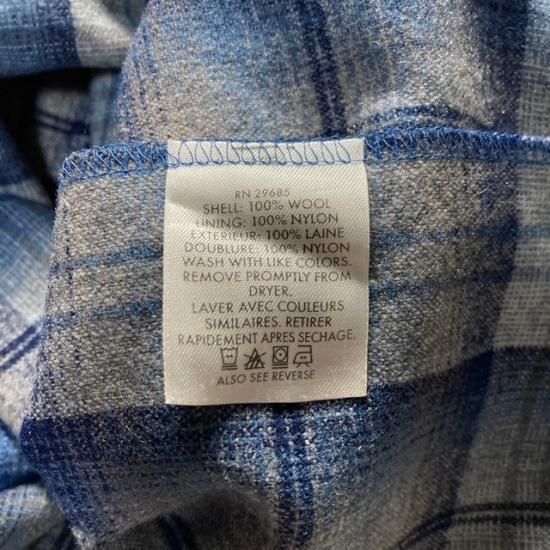 RN 29685
SHELL: 100% WOOL
LINING: 100% NYLON
EXTERIEUR: 100% LAINE
DOUBLURE: 100% NYLON
WASH WITH LIKE COLORS.
REMOVE PROMPTLY FROM
DRYER.
LAVER AVEC COULEURS
SIMILAIRES. RETIRER
RAPIDEMENT APRES SECHAGE.
ALSO SEE REVERSE